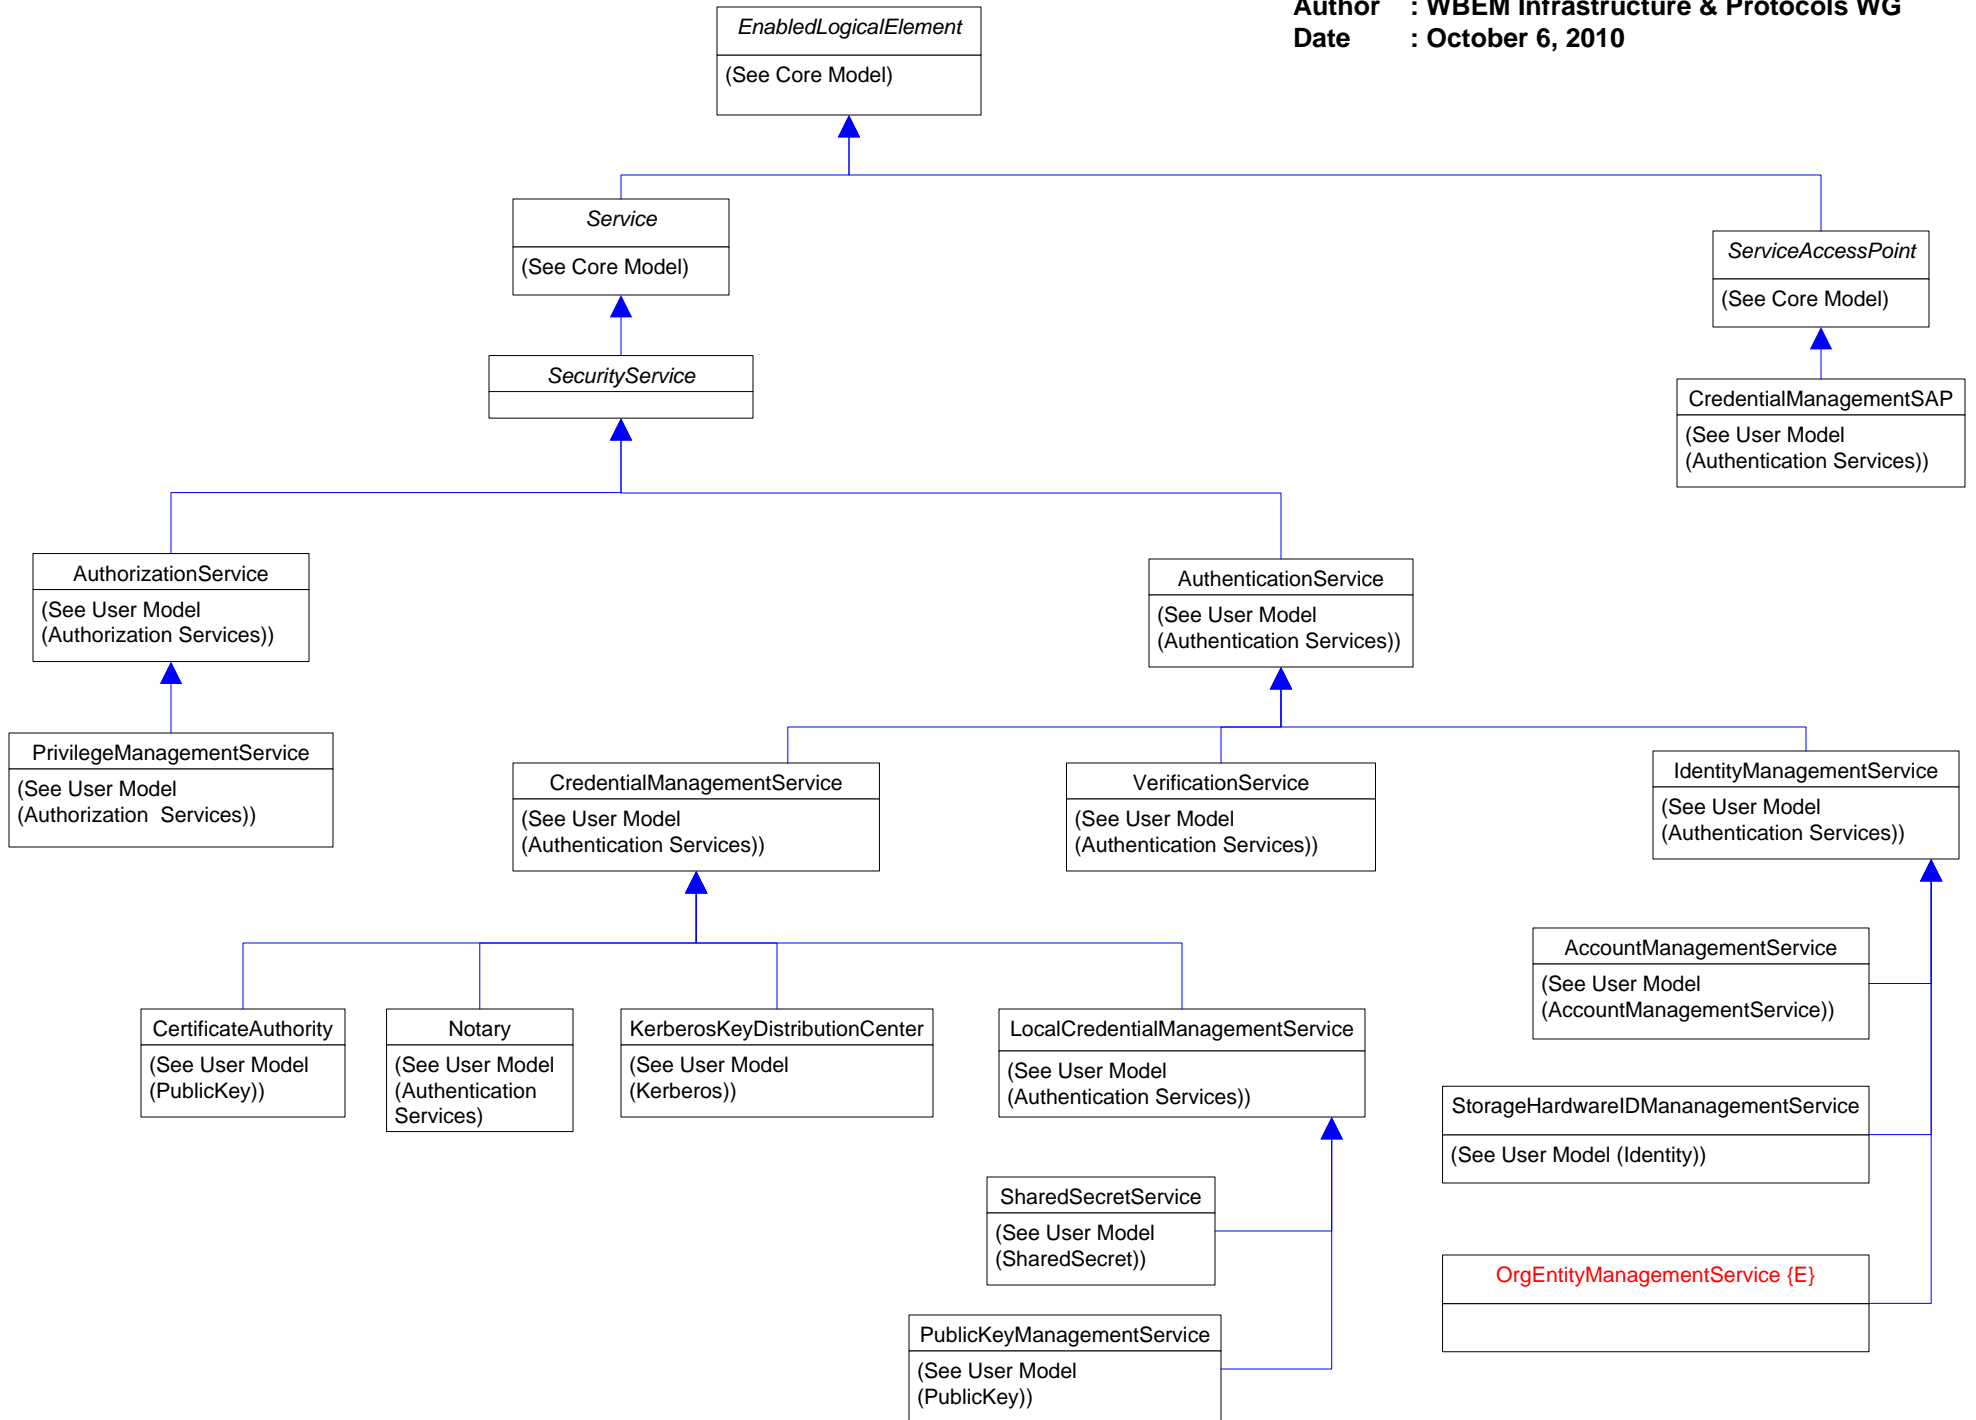 Author : WBEM Infrastructure & Protocols WG
Date : October 6, 2010
EnabledLogicalElement
(See Core Model)
Service
(See Core Model)
ServiceAccessPoint
(See Core Model)
SecurityService
CredentialManagementSAP
(See User Model
(Authentication Services))
AuthorizationService
(See User Model
(Authorization Services))
AuthenticationService
(See User Model
(Authentication Services))
PrivilegeManagementService
(See User Model
(Authorization  Services))
CredentialManagementService
(See User Model
(Authentication Services))
VerificationService
(See User Model
(Authentication Services))
IdentityManagementService
(See User Model
(Authentication Services))
AccountManagementService
(See User Model
(AccountManagementService))
CertificateAuthority
(See User Model
(PublicKey))
Notary
(See User Model
(Authentication
Services)
KerberosKeyDistributionCenter
(See User Model
(Kerberos))
LocalCredentialManagementService
(See User Model
(Authentication Services))
StorageHardwareIDMananagementService
(See User Model (Identity))
SharedSecretService
(See User Model
(SharedSecret))
OrgEntityManagementService {E}
PublicKeyManagementService
(See User Model
(PublicKey))